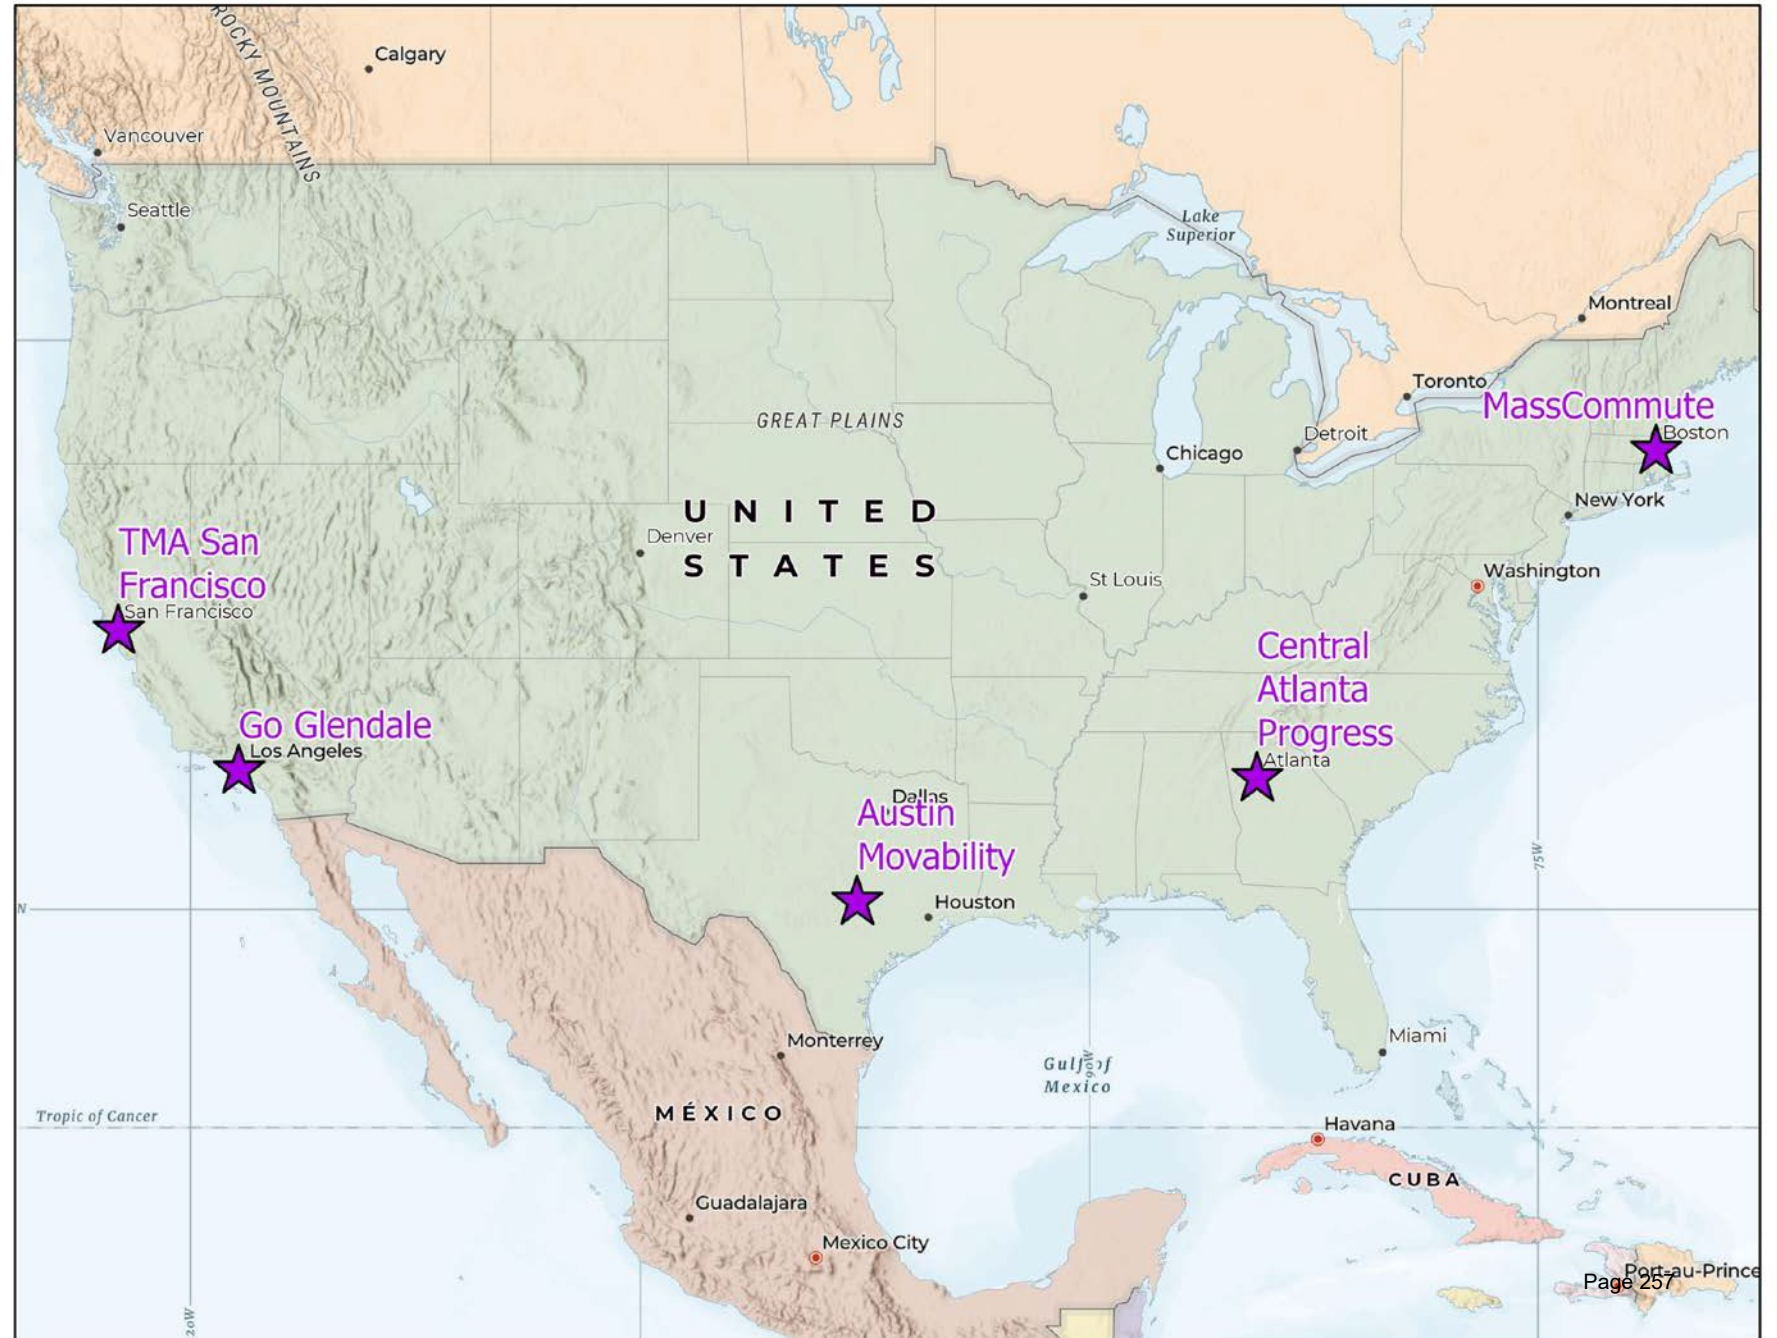 ROCKY MOUNTAINS
Calgary
Vancouver
Seattle
Lake
Superior
Montreal
Toronto
MassCommute
GREAT PLAINS
Detroit
Boston
Chicago
New York
UNITED
STATES
Denver
TMA San
Francisco
San Francisco
St Louis
Washington
Central
Atlanta
Progress
Atlanta
Go Glendale
Los Angeles
Dallas
Austin
Movability
75W
N
Houston
Monterrey
Miami
Gulf of
Mexico
90W
MÉXICO
Tropic of Cancer
Havana
CUBA
Guadalajara
Mexico City
Port-au-Prince
Page 257
20W